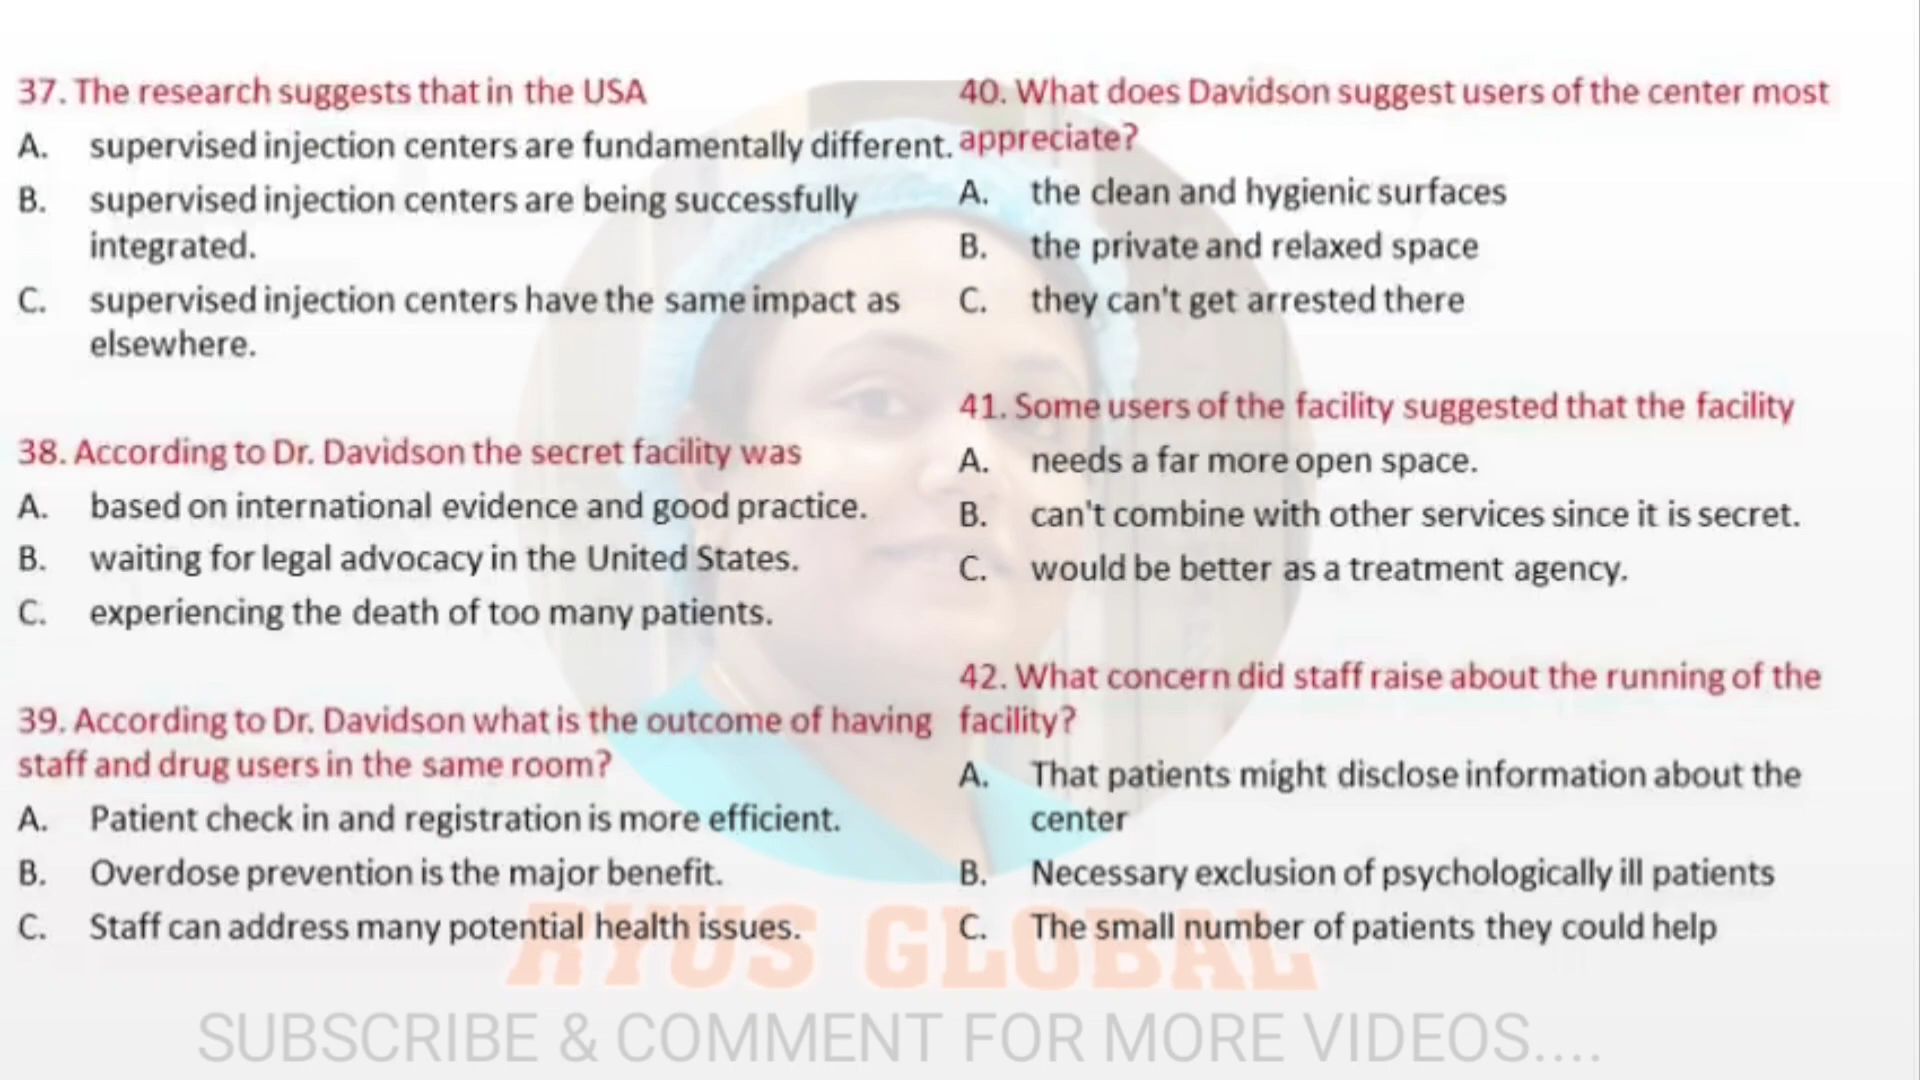 37. The research suggests that in the USA
A. supervised injection centers are fundamentally different.
B. supervised injection centers are being successfully
integrated.
C. supervised injection centers have the same impact as
elsewhere.
38. According to Dr. Davidson the secret facility was
A. based on international evidence and good practice.
B. waiting for legal advocacy in the United States.
C. experiencing the death of too many patients.
39. According to Dr. Davidson what is the outcome of having
staff and drug users in the same room?
A. Patient check in and registration is more efficient.
B. Overdose prevention is the major benefit.
C. Staff can address many potential health issues.
40. What does Davidson suggest users of the center most
appreciate?
A. the clean and hygienic surfaces
B. the private and relaxed space
C. they can't get arrested there
41. Some users of the facility suggested that the facility
A. needs a far more open space.
B. can't combine with other services since it is secret.
C. would be better as a treatment agency.
42. What concern did staff raise about the running of the
facility?
A. That patients might disclose information about the
center
B. Necessary exclusion of psychologically ill patients
C. The small number of patients they could help
RYUS GLOBAL
SUBSCRIBE & COMMENT FOR MORE VIDEOS....